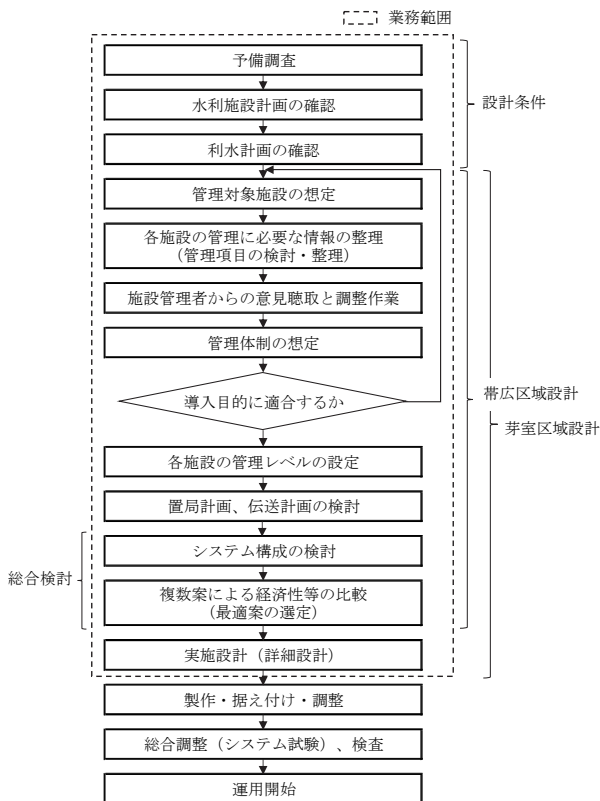 業務範囲
予備調査
水利施設計画の確認
設計条件
利水計画の確認
管理対象施設の想定
各施設の管理に必要な情報の整理
(管理項目の検討・整理)
施設管理者からの意見聴取と調整作業
管理体制の想定
導入目的に適合するか
帯広区域設計
芽室区域設計
各施設の管理レベルの設定
置局計画、伝送計画の検討
システム構成の検討
総合検討
複数案による経済性等の比較
(最適案の選定)
実施設計(詳細設計)
製作・据え付け・調整
総合調整(システム試験)、検査
運用開始